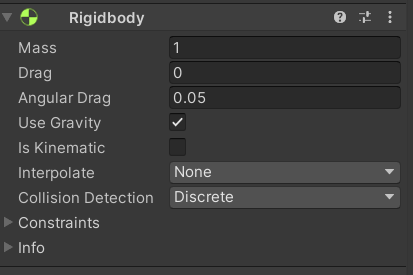 Rigidbody
Mass 1
Drag 0
Angular Drag 0.05
Use Gravity
Is Kinematic
Interpolate None
Collision Detection Discrete
Constraints
Info